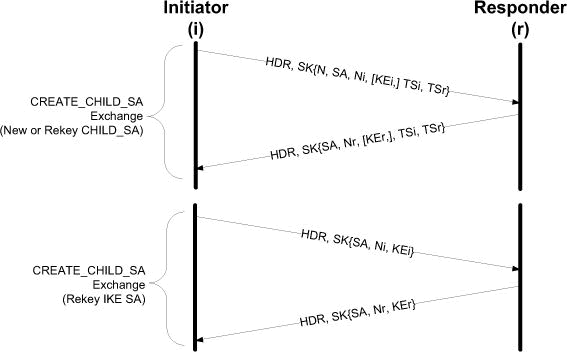 Initiator
(i)
Responder
(r)
HDR, SK{N, SA, Ni, [KEi,] TSi, TSr}
CREATE_CHILD_SA
Exchange
(New or Rekey CHILD_SA)
HDR, SK{SA, Nr, [KEr,], TSi, TSr}
HDR, SK{SA, Ni, KEi}
CREATE_CHILD_SA
Exchange
(Rekey IKE SA)
HDR, SK{SA, Nr, KEr}